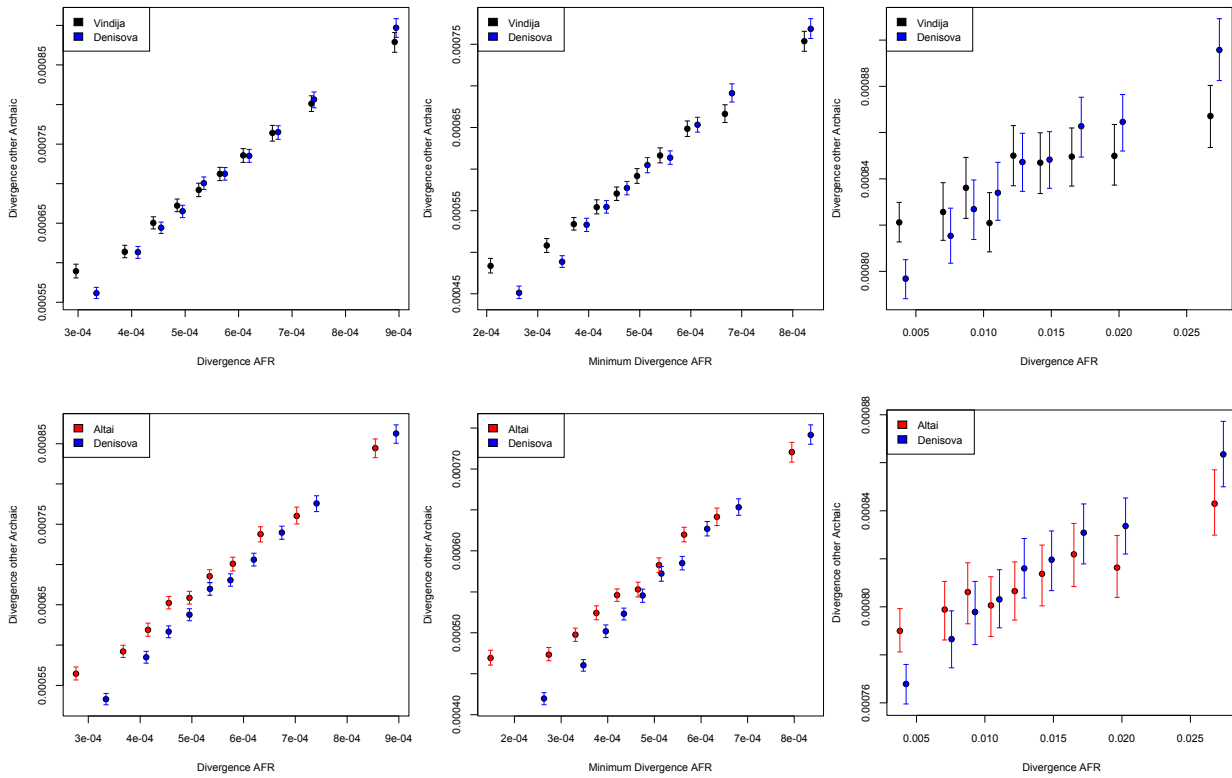 Vindija
Denisova
Divergence other Archaic
0.00055 0.00065 0.00075 0.00085
3e-04 4e-04 5e-04 6e-04 7e-04 8e-04 9e-04
Divergence AFR
Vindija
Denisova
Divergence other Archaic
0.00045 0.00055 0.00065 0.00075
2e-04 3e-04 4e-04 5e-04 6e-04 7e-04 8e-04
Minimum Divergence AFR
Vindija
Denisova
Divergence other Archaic
0.00080 0.00084 0.00088
0.005 0.010 0.015 0.020 0.025
Divergence AFR
Altai
Denisova
Divergence other Archaic
0.00055 0.00065 0.00075 0.00085
3e-04 4e-04 5e-04 6e-04 7e-04 8e-04 9e-04
Divergence AFR
Altai
Denisova
Divergence other Archaic
0.00040 0.00050 0.00060 0.00070
2e-04 3e-04 4e-04 5e-04 6e-04 7e-04 8e-04
Minimum Divergence AFR
Altai
Denisova
Divergence other Archaic
0.00076 0.00080 0.00084 0.00088
0.005 0.010 0.015 0.020 0.025
Divergence AFR